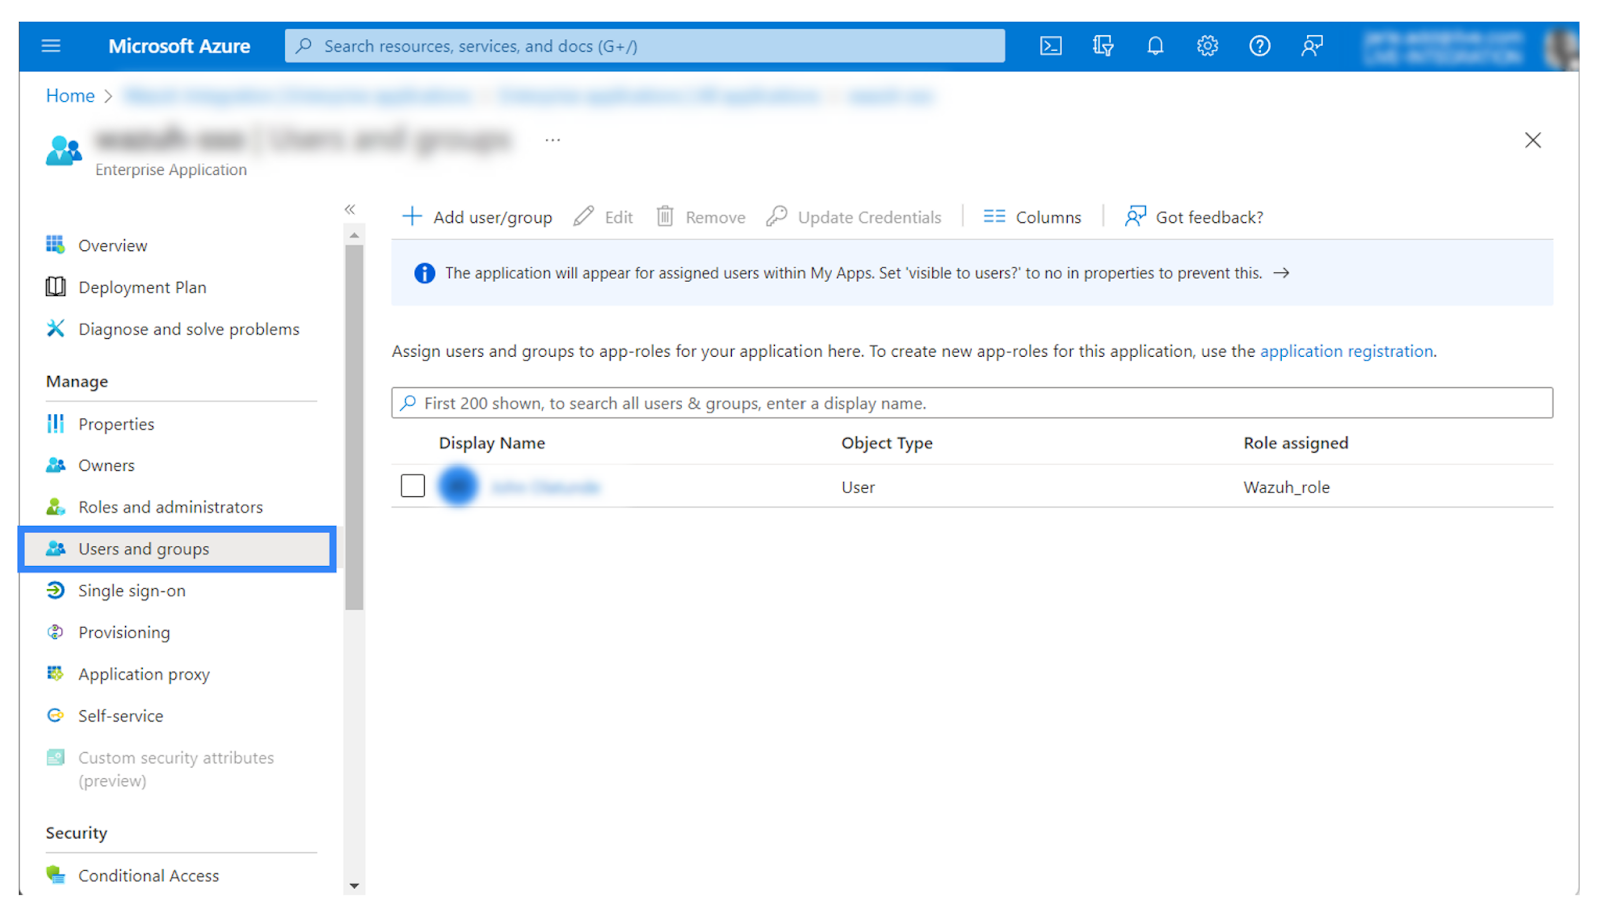 Microsoft Azure
Search resources, services, and docs (G+/)
Home >
Users and groups
...
Enterprise Application
Overview
Deployment Plan
Diagnose and solve problems
Manage
Properties
Owners
Roles and administrators
Users and groups
Single sign-on
Provisioning
Application proxy
Self-service
Custom security attributes
(preview)
Security
Conditional Access
Add user/group
Edit
Remove
Update Credentials
Columns
Got feedback?
The application will appear for assigned users within My Apps. Set 'visible to users?' to no in properties to prevent this. →
Assign users and groups to app-roles for your application here. To create new app-roles for this application, use the application registration.
First 200 shown, to search all users & groups, enter a display name.
Display Name Object Type Role assigned
User Wazuh_role